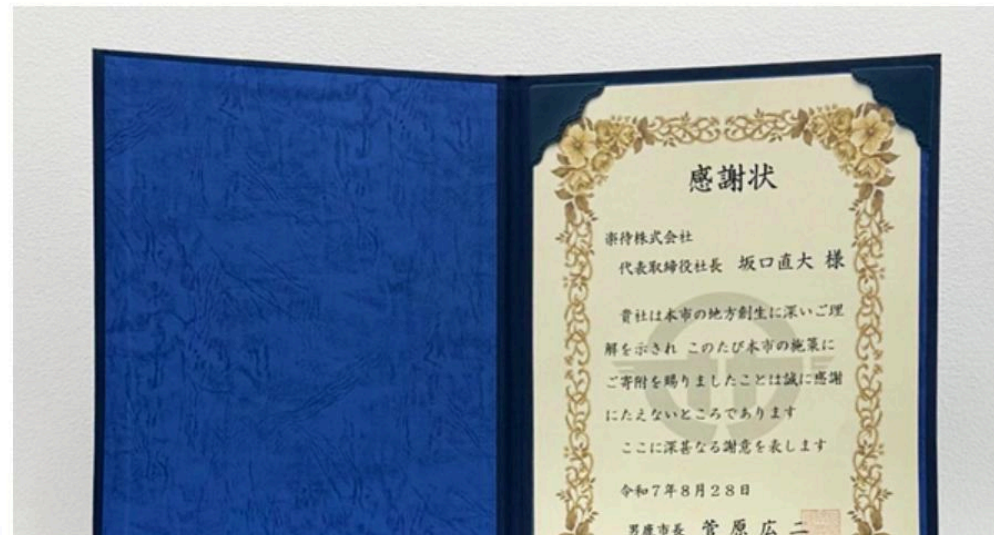 感謝状
楽待株式会社
代表取締役社長 坂口直大 様
貴社は本市の地方創生に深いご理
解を示され このたび本市の施策に
ご寄附を賜りましたことは誠に感謝
にたえないところであります
ここに深甚なる謝意を表します
令和7年8月28日
男鹿市長 菅原広二